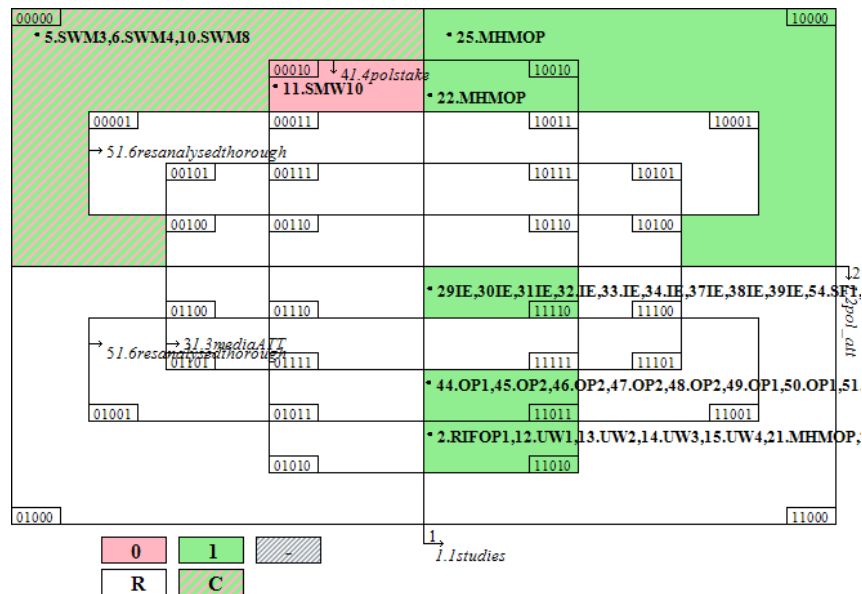 00000
10000
5.SWM3,6.SWM4,10.SWM8
25.MHMOP
00010
41.4polstake
10010
11.SMW10
22.MHMOP
00001
00011
10011
10001
51.6resanalysedthorough
00101
00111
10111
10101
00100
00110
10110
10100
2
29IE,30IE,31IE,32.IE,33.IE,34.IE,37IE,38IE,39IE,54.SF1,
01100
01110
11110
11100
31.3mediaATT
51.6resanalysedthorough
01101
01111
11111
11101
44.OP1,45.OP2,46.OP2,47.OP2,48.OP2,49.OP1,50.OP1,51.
01001
01011
11011
11001
2.RIFOP1,12.UW1,13.UW2,14.UW3,15.UW4,21.MHMOP,
01010
11010
01000
11000
1
1.1studies
0
1
-
R
C